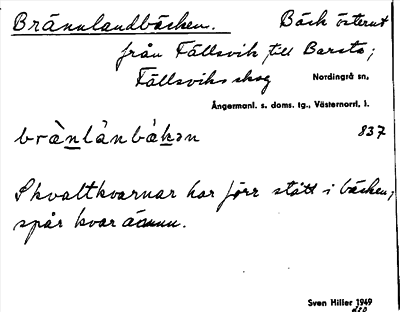 Brännlandbäcken. Bäck österut
från Fällsvik till Barsta;
Fällsviks skog Nordingrå sn,
Ångermanl. s. doms. tg., Västernorrl. l.
brànlànbàkən 837
Skvaltkvarnar har förr stått i bäcken;
spår kvar ännu.
Sven Hiller 1949